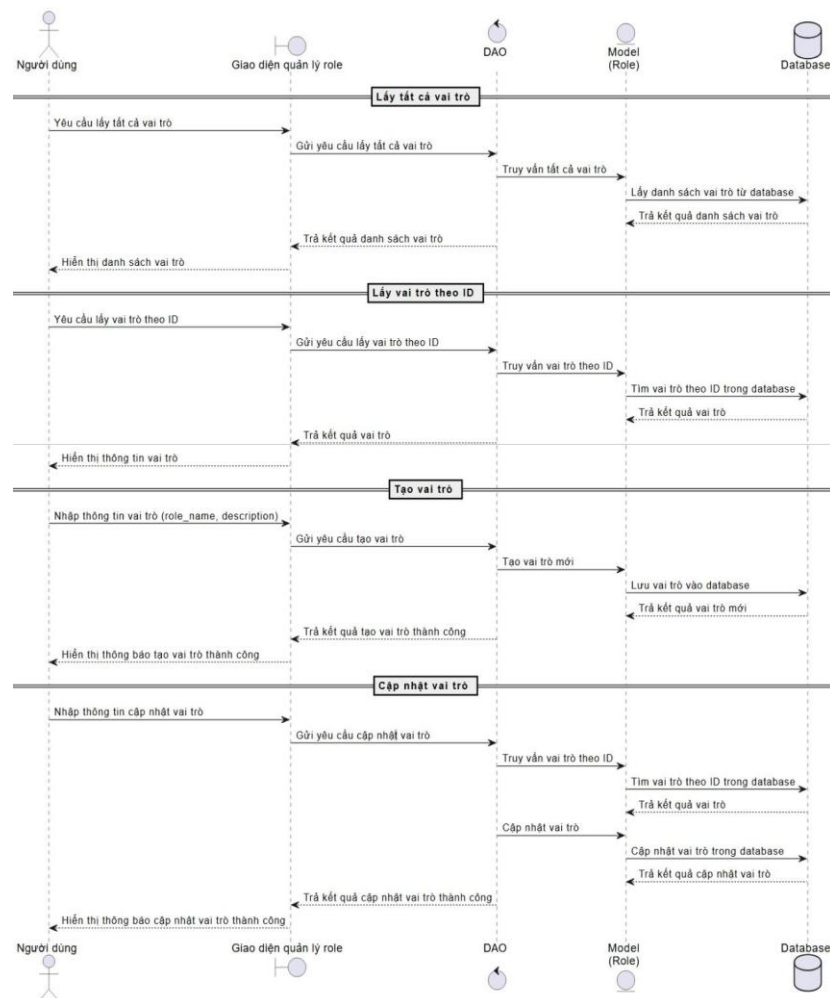 Người dùng
Giao diện quản lý role
DAO
Model
(Role)
Database
Lấy tất cả vai trò
Yêu cầu lấy tất cả vai trò
Gửi yêu cầu lấy tất cả vai trò
Truy vấn tất cả vai trò
Lấy danh sách vai trò từ database
Trả kết quả danh sách vai trò
Trả kết quả danh sách vai trò
Hiển thị danh sách vai trò
Lấy vai trò theo ID
Yêu cầu lấy vai trò theo ID
Gửi yêu cầu lấy vai trò theo ID
Truy vấn vai trò theo ID
Tìm vai trò theo ID trong database
Trả kết quả vai trò
Trả kết quả vai trò
Hiển thị thông tin vai trò
Tạo vai trò
Nhập thông tin vai trò (role_name, description)
Gửi yêu cầu tạo vai trò
Tạo vai trò mới
Lưu vai trò vào database
Trả kết quả vai trò mới
Trả kết quả tạo vai trò thành công
Hiển thị thông báo tạo vai trò thành công
Cập nhật vai trò
Nhập thông tin cập nhật vai trò
Gửi yêu cầu cập nhật vai trò
Truy vấn vai trò theo ID
Tìm vai trò theo ID trong database
Trả kết quả vai trò
Cập nhật vai trò
Cập nhật vai trò trong database
Trả kết quả cập nhật vai trò
Trả kết quả cập nhật vai trò thành công
Hiển thị thông báo cập nhật vai trò thành công
Người dùng
Giao diện quản lý role
DAO
Model
(Role)
Database